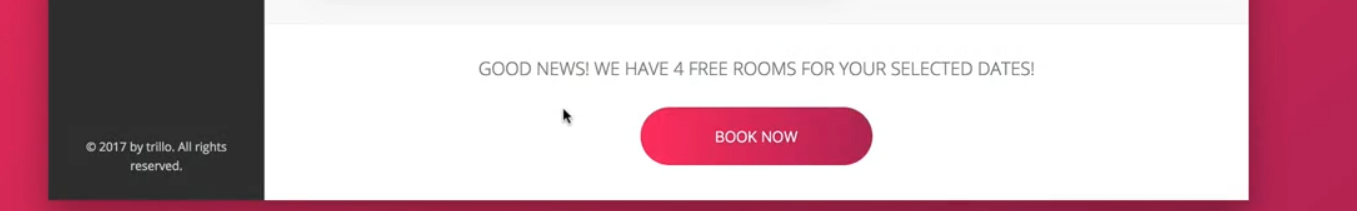 GOOD NEWS! WE HAVE 4 FREE ROOMS FOR YOUR SELECTED DATES!
BOOK NOW
© 2017 by trillo. All rights
reserved.